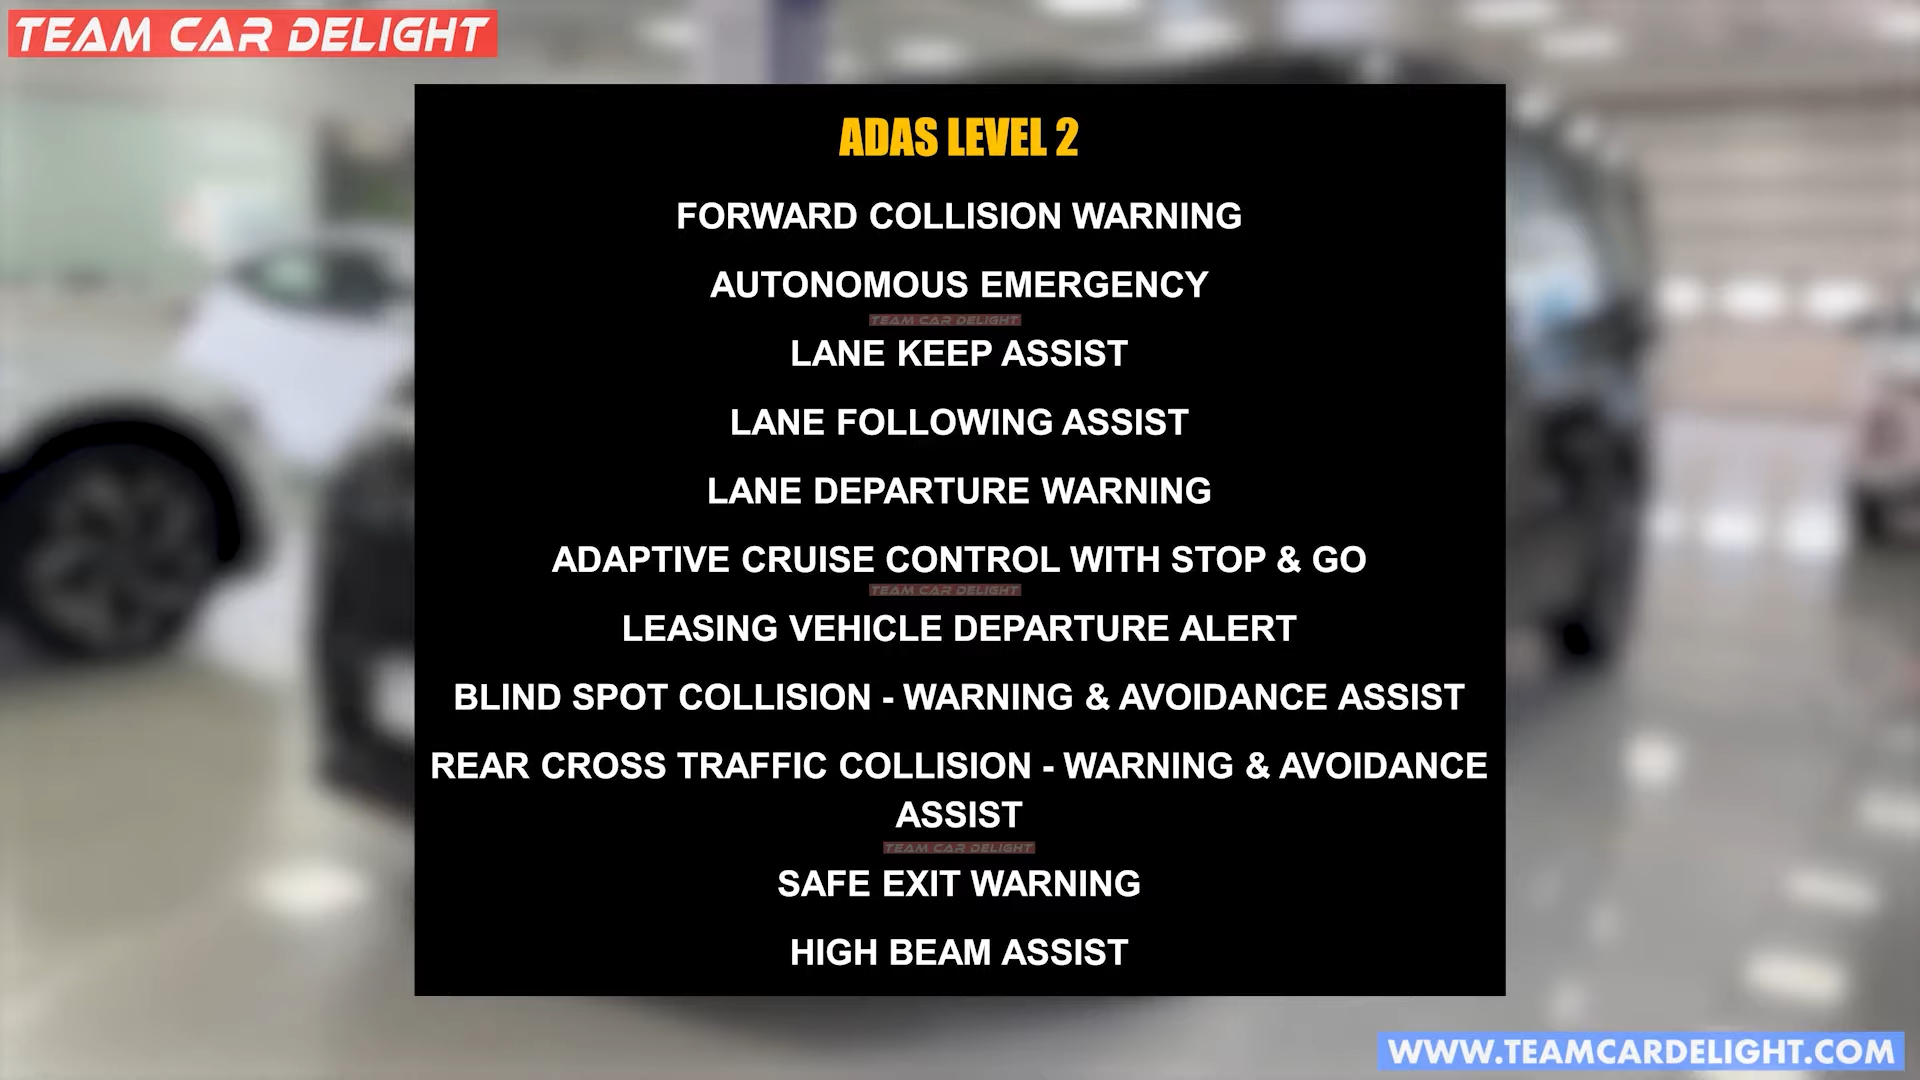 TEAM CAR DELIGHT
ADAS LEVEL 2
FORWARD COLLISION WARNING
AUTONOMOUS EMERGENCY
TEAM CAR DELIGHT
LANE KEEP ASSIST
LANE FOLLOWING ASSIST
LANE DEPARTURE WARNING
ADAPTIVE CRUISE CONTROL WITH STOP & GO
TEAM CAR DELIGHT
LEASING VEHICLE DEPARTURE ALERT
BLIND SPOT COLLISION - WARNING & AVOIDANCE ASSIST
REAR CROSS TRAFFIC COLLISION - WARNING & AVOIDANCE
ASSIST
TEAM CAR DELIGHT
SAFE EXIT WARNING
HIGH BEAM ASSIST
WWW.TEAMCARDELIGHT.COM